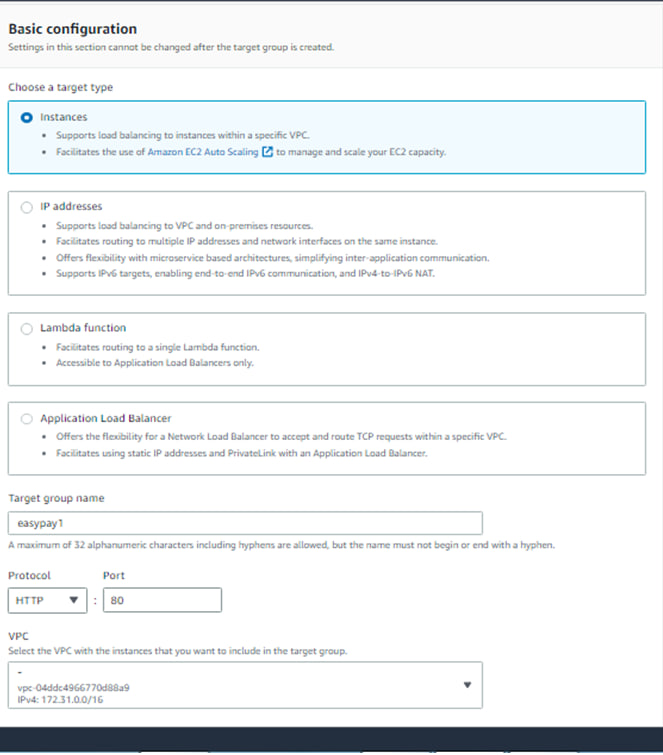 Basic configuration
Settings in this section cannot be changed after the target group is created.
Choose a target type
Instances
• Supports load balancing to instances within a specific VPC.
• Facilitates the use of Amazon EC2 Auto Scaling to manage and scale your EC2 capacity.
IP addresses
• Supports load balancing to VPC and on-premises resources.
• Facilitates routing to multiple IP addresses and network interfaces on the same instance.
• Offers flexibility with microservice based architectures, simplifying inter-application communication.
• Supports IPv6 targets, enabling end-to-end IPv6 communication, and IPv4-to-IPv6 NAT.
Lambda function
• Facilitates routing to a single Lambda function.
• Accessible to Application Load Balancers only.
Application Load Balancer
• Offers the flexibility for a Network Load Balancer to accept and route TCP requests within a specific VPC.
• Facilitates using static IP addresses and PrivateLink with an Application Load Balancer.
Target group name
easypay1
A maximum of 32 alphanumeric characters including hyphens are allowed, but the name must not begin or end with a hyphen.
Protocol Port
HTTP : 80
VPC
Select the VPC with the instances that you want to include in the target group.
-
vpc-04ddc4966770d88a9
IPv4: 172.31.0.0/16